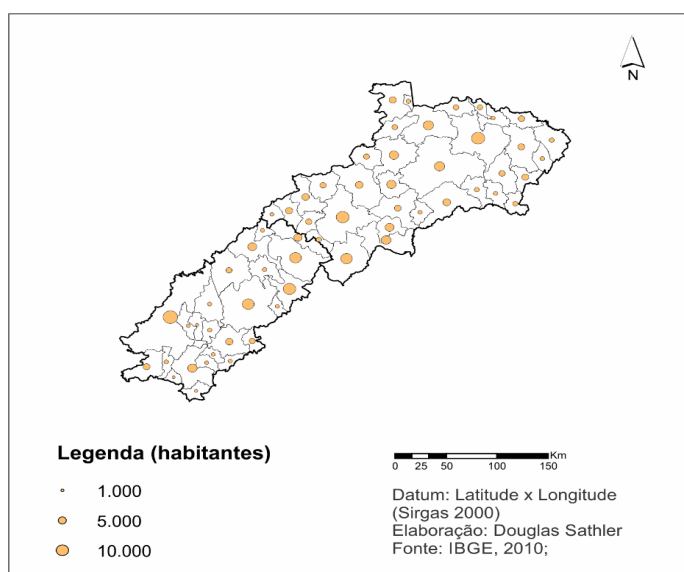 N
Legenda (habitantes)
1.000
5.000
10.000
Km
0 25 50 100 150
Datum: Latitude x Longitude
(Sirgas 2000)
Elaboração: Douglas Sathler
Fonte: IBGE, 2010;